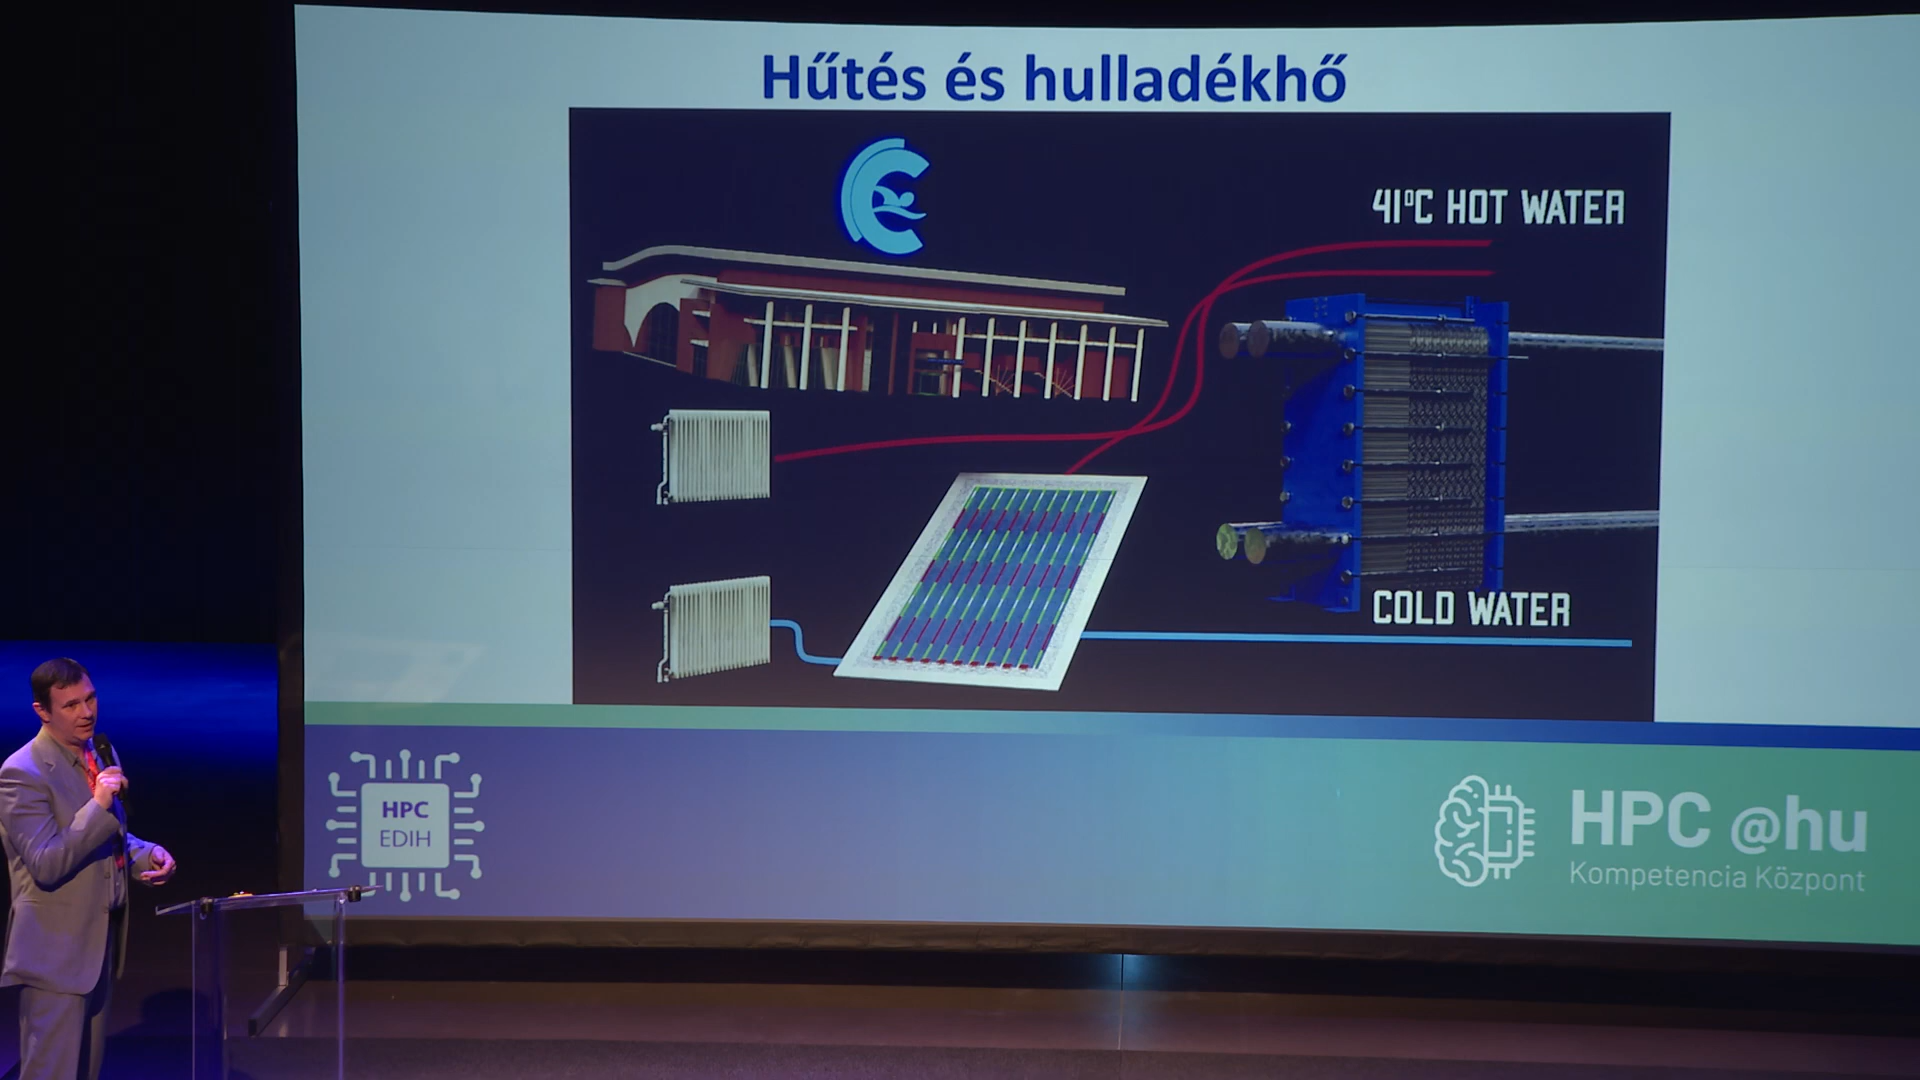 Hűtés és hulladékhő
41°C HOT WATER
COLD WATER
HPC
EDIH
HPC @hu
Kompetencia Központ